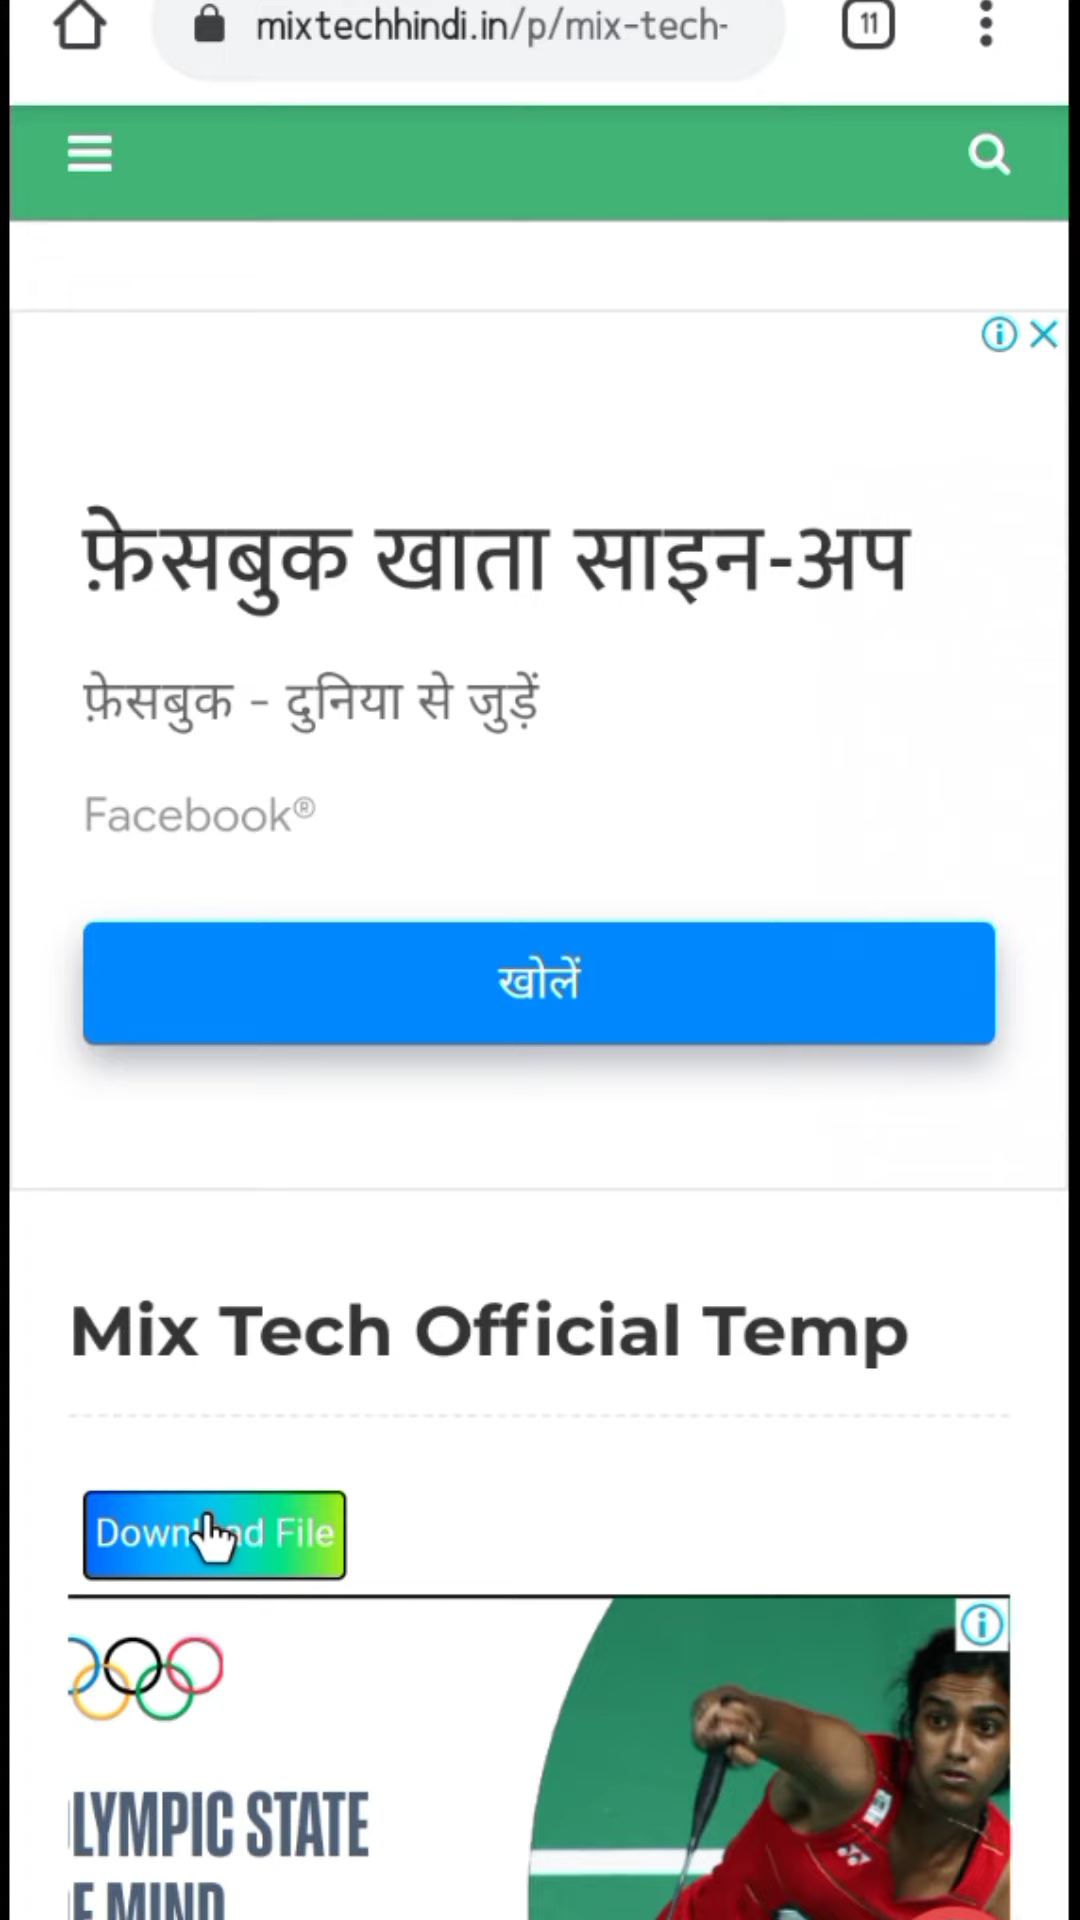 mixtechhindi.in/p/mix-tech-
11
फ़ेसबुक खाता साइन-अप
फ़ेसबुक - दुनिया से जुड़ें
Facebook®
खोलें
Mix Tech Official Temp
Download File
LYMPIC STATE
F MIND